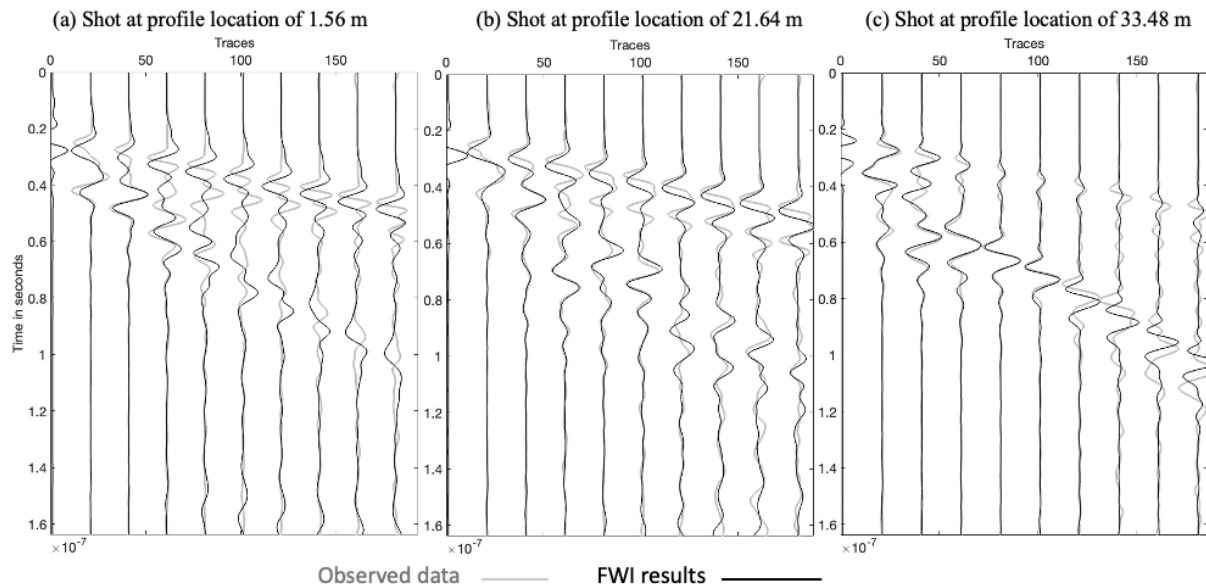 (a) Shot at profile location of 1.56 m
(b) Shot at profile location of 21.64 m
(c) Shot at profile location of 33.48 m
Traces
Traces
Traces
0 50 100 150
0 50 100 150
0 50 100 150
Time in seconds
0
0.2
0.4
0.6
0.8
1
1.2
1.4
1.6
×10-7
0
0.2
0.4
0.6
0.8
1
1.2
1.4
1.6
×10-7
0
0.2
0.4
0.6
0.8
1
1.2
1.4
1.6
×10-7
Observed data
FWI results